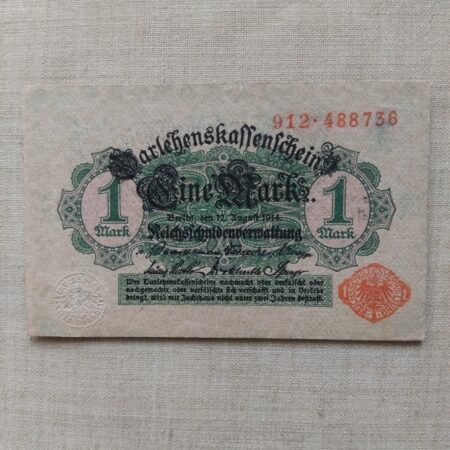 912·488736
Darlehenskassenschein
Eine Mark.
1 Mark
1 Mark
Berlin, den 12. August 1914.
Reichsschuldenverwaltung
Wer Darlehenskassenscheine nachmacht oder verfälscht oder
nachgemachte oder verfälschte sich verschafft und in Verkehr
bringt, wird mit Zuchthaus nicht unter zwei Jahren bestraft.